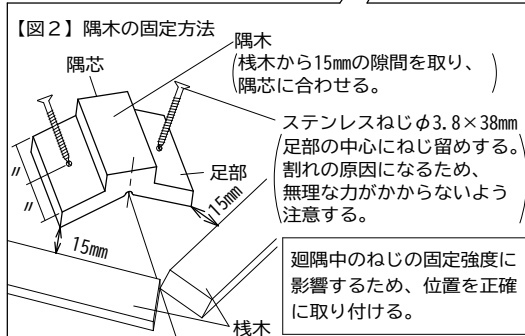 【図2】隅木の固定方法
隅芯
隅木
(桟木から15㎜の隙間を取り、
隅芯に合わせる。)
ステンレスねじφ3.8×38㎜
(足部の中心にねじ留めする。
割れの原因になるため、
無理な力がかからないよう
注意する。)
足部
〃
〃
15㎜
15㎜
廻隅中のねじの固定強度に
影響するため、位置を正確
に取り付ける。
桟木